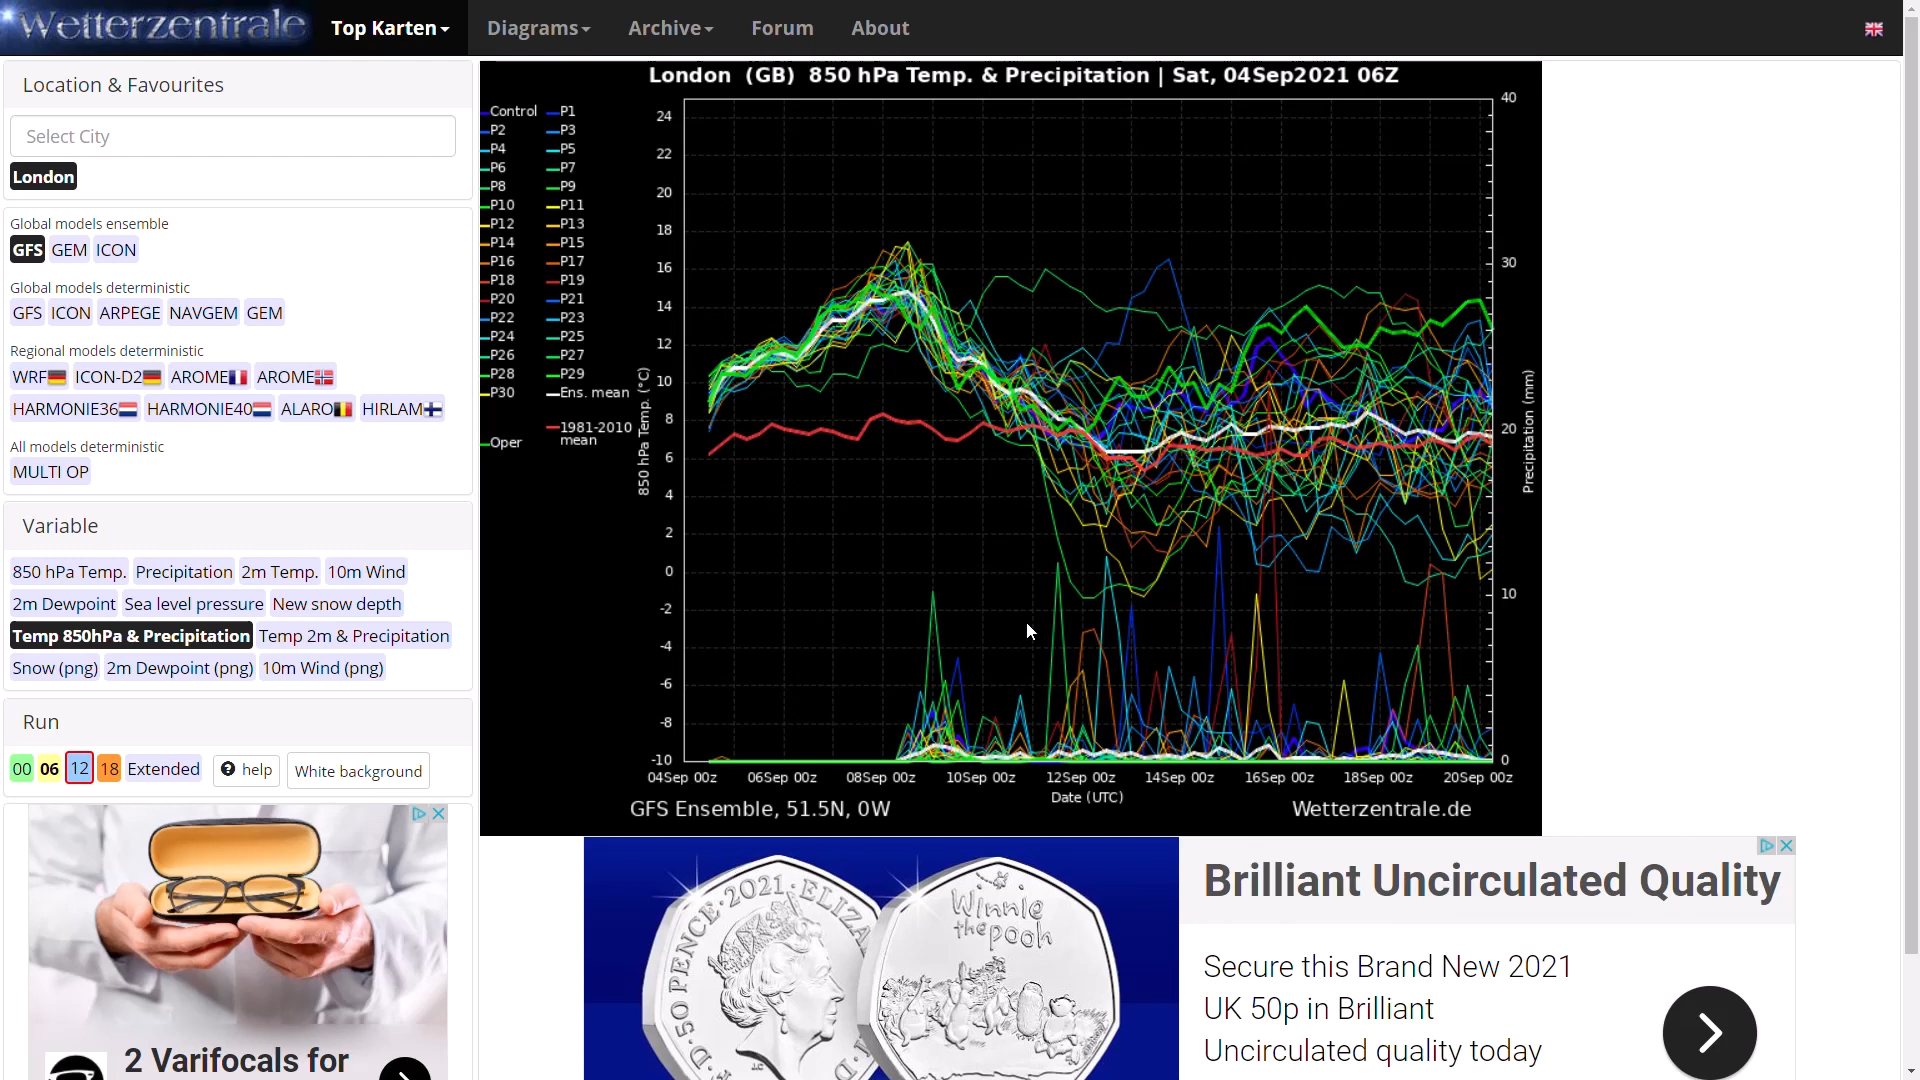 Wetterzentrale
Top Karten
Diagrams
Archive
Forum
About
Location & Favourites
Select City
London
Global models ensemble
GFS GEM ICON
Global models deterministic
GFS ICON ARPEGE NAVGEM GEM
Regional models deterministic
WRF ICON-D2 AROME AROME
HARMONIE36 HARMONIE40 ALARO HIRLAM
All models deterministic
MULTI OP
Variable
850 hPa Temp. Precipitation 2m Temp. 10m Wind
2m Dewpoint Sea level pressure New snow depth
Temp 850hPa & Precipitation Temp 2m & Precipitation
Snow (png) 2m Dewpoint (png) 10m Wind (png)
Run
00 06 12 18 Extended help White background
2 Varifocals for
London (GB) 850 hPa Temp. & Precipitation | Sat, 04Sep2021 06Z
Control P1
P2 P3
P4 P5
P6 P7
P8 P9
P10 P11
P12 P13
P14 P15
P16 P17
P18 P19
P20 P21
P22 P23
P24 P25
P26 P27
P28 P29
P30 Ens. mean
Oper 1981-2010
mean
850 hPa Temp. (°C)
24
22
20
18
16
14
12
10
8
6
4
2
0
-2
-4
-6
-8
-10
40
30
20
10
0
Precipitation (mm)
04Sep 00z 06Sep 00z 08Sep 00z 10Sep 00z 12Sep 00z 14Sep 00z 16Sep 00z 18Sep 00z 20Sep 00z
Date (UTC)
GFS Ensemble, 51.5N, 0W
Wetterzentrale.de
D·50 PENCE·2021·ELIZA
J.C
Winnie
the pooh
Brilliant Uncirculated Quality
Secure this Brand New 2021
UK 50p in Brilliant
Uncirculated quality today